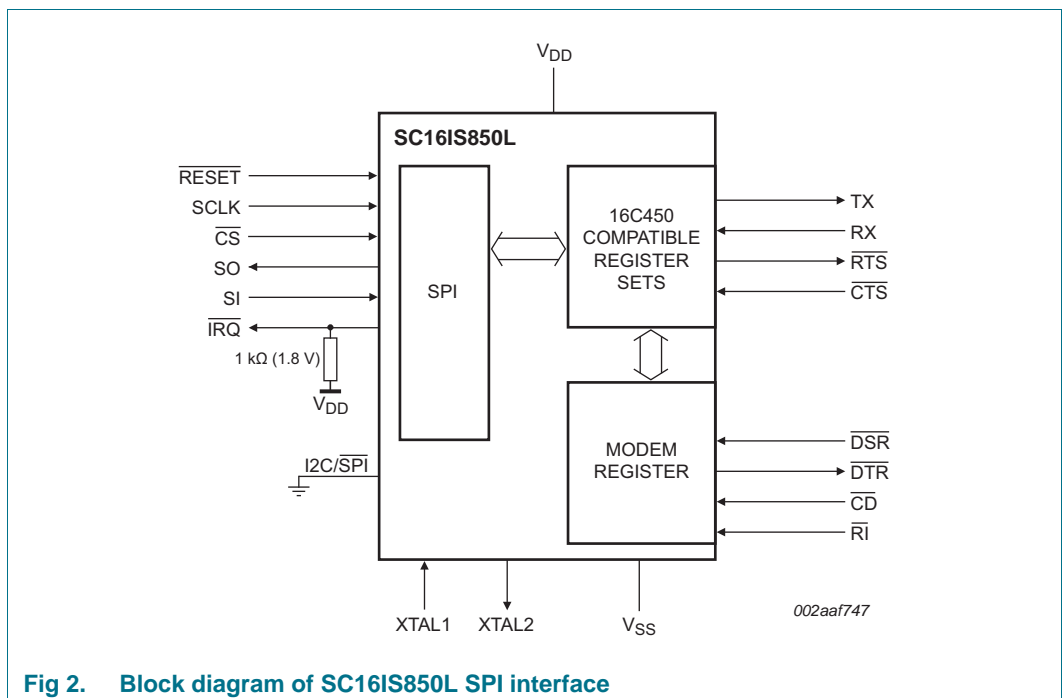 VDD
SC16IS850L
RESET
SCLK
CS
SO
SI
IRQ
1 kΩ (1.8 V)
VDD
I2C/SPI
SPI
16C450
COMPATIBLE
REGISTER
SETS
MODEM
REGISTER
TX
RX
RTS
CTS
DSR
DTR
CD
RI
XTAL1
XTAL2
VSS
002aaf747
Fig 2. Block diagram of SC16IS850L SPI interface